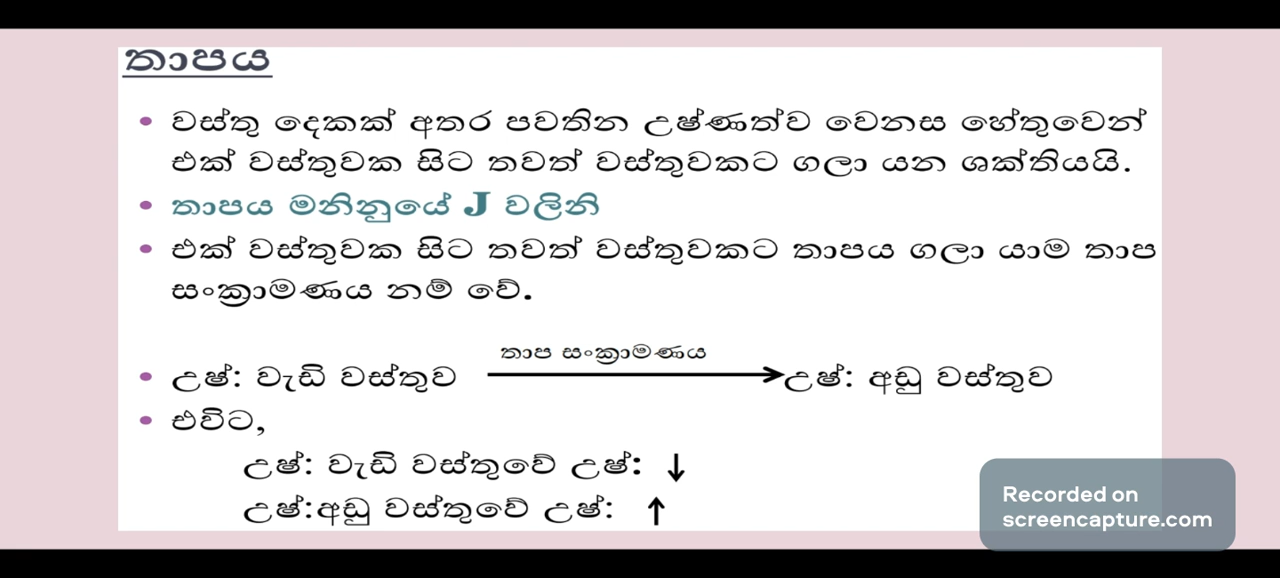 තාපය
• වස්තු දෙකක් අතර පවතින උෂ්ණත්ව වෙනස හේතුවෙන්
එක් වස්තුවක සිට තවත් වස්තුවකට ගලා යන ශක්තියයි.
• තාපය මනිනුයේ J වලිනි
• එක් වස්තුවක සිට තවත් වස්තුවකට තාපය ගලා යාම තාප
සංක්‍රාමණය නම් වේ.
තාප සංක්‍රාමණය
• උෂ්: වැඩි වස්තුව → උෂ්: අඩු වස්තුව
• එවිට,
උෂ්: වැඩි වස්තුවේ උෂ්: ↓
උෂ්:අඩු වස්තුවේ උෂ්: ↑
Recorded on
screencapture.com